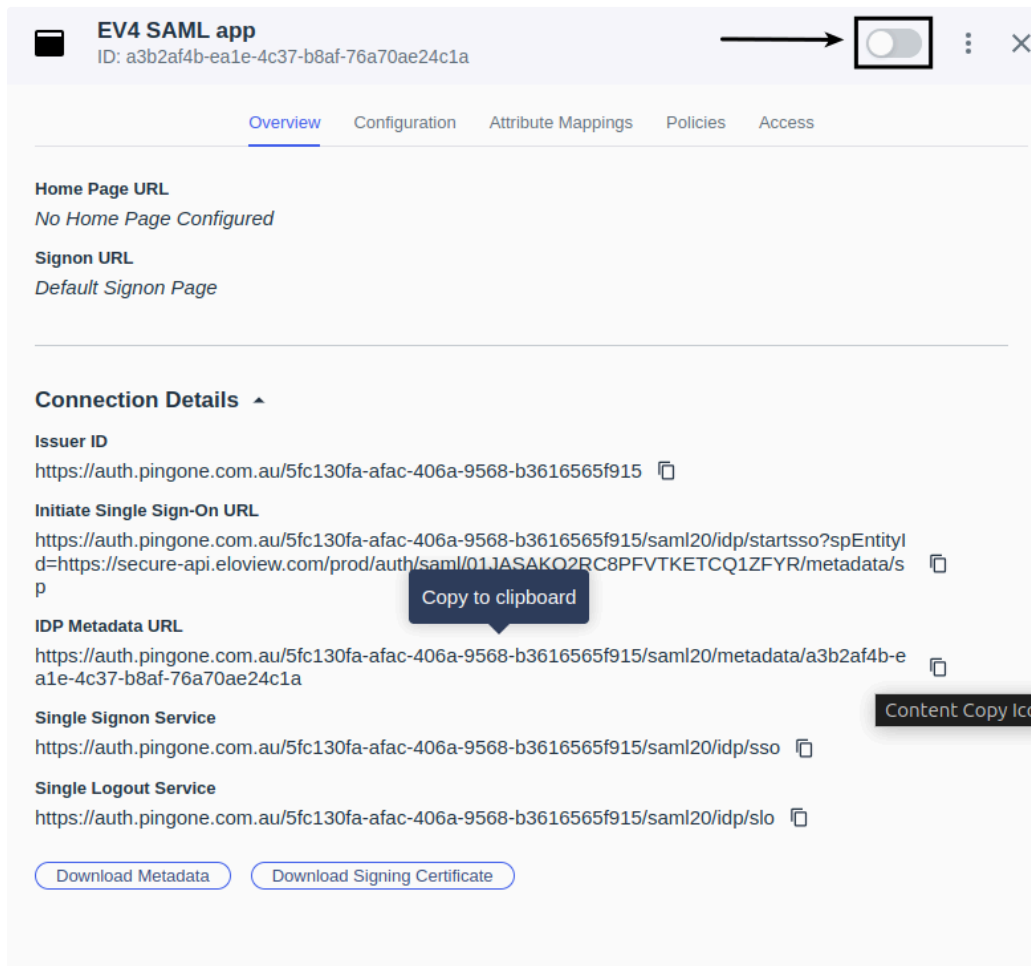 EV4 SAML app
ID: a3b2af4b-ea1e-4c37-b8af-76a70ae24c1a
Overview Configuration Attribute Mappings Policies Access
Home Page URL
No Home Page Configured
Signon URL
Default Signon Page
Connection Details
Issuer ID
https://auth.pingone.com.au/5fc130fa-afac-406a-9568-b3616565f915
Initiate Single Sign-On URL
https://auth.pingone.com.au/5fc130fa-afac-406a-9568-b3616565f915/saml20/idp/startsso?spEntityI
d=https://secure-api.eloview.com/prod/auth/saml/01JASAKQ2RC8PFVTKETCQ1ZFYR/metadata/s
p
Copy to clipboard
IDP Metadata URL
https://auth.pingone.com.au/5fc130fa-afac-406a-9568-b3616565f915/saml20/metadata/a3b2af4b-e
a1e-4c37-b8af-76a70ae24c1a
Content Copy Ico
Single Signon Service
https://auth.pingone.com.au/5fc130fa-afac-406a-9568-b3616565f915/saml20/idp/sso
Single Logout Service
https://auth.pingone.com.au/5fc130fa-afac-406a-9568-b3616565f915/saml20/idp/slo
Download Metadata Download Signing Certificate